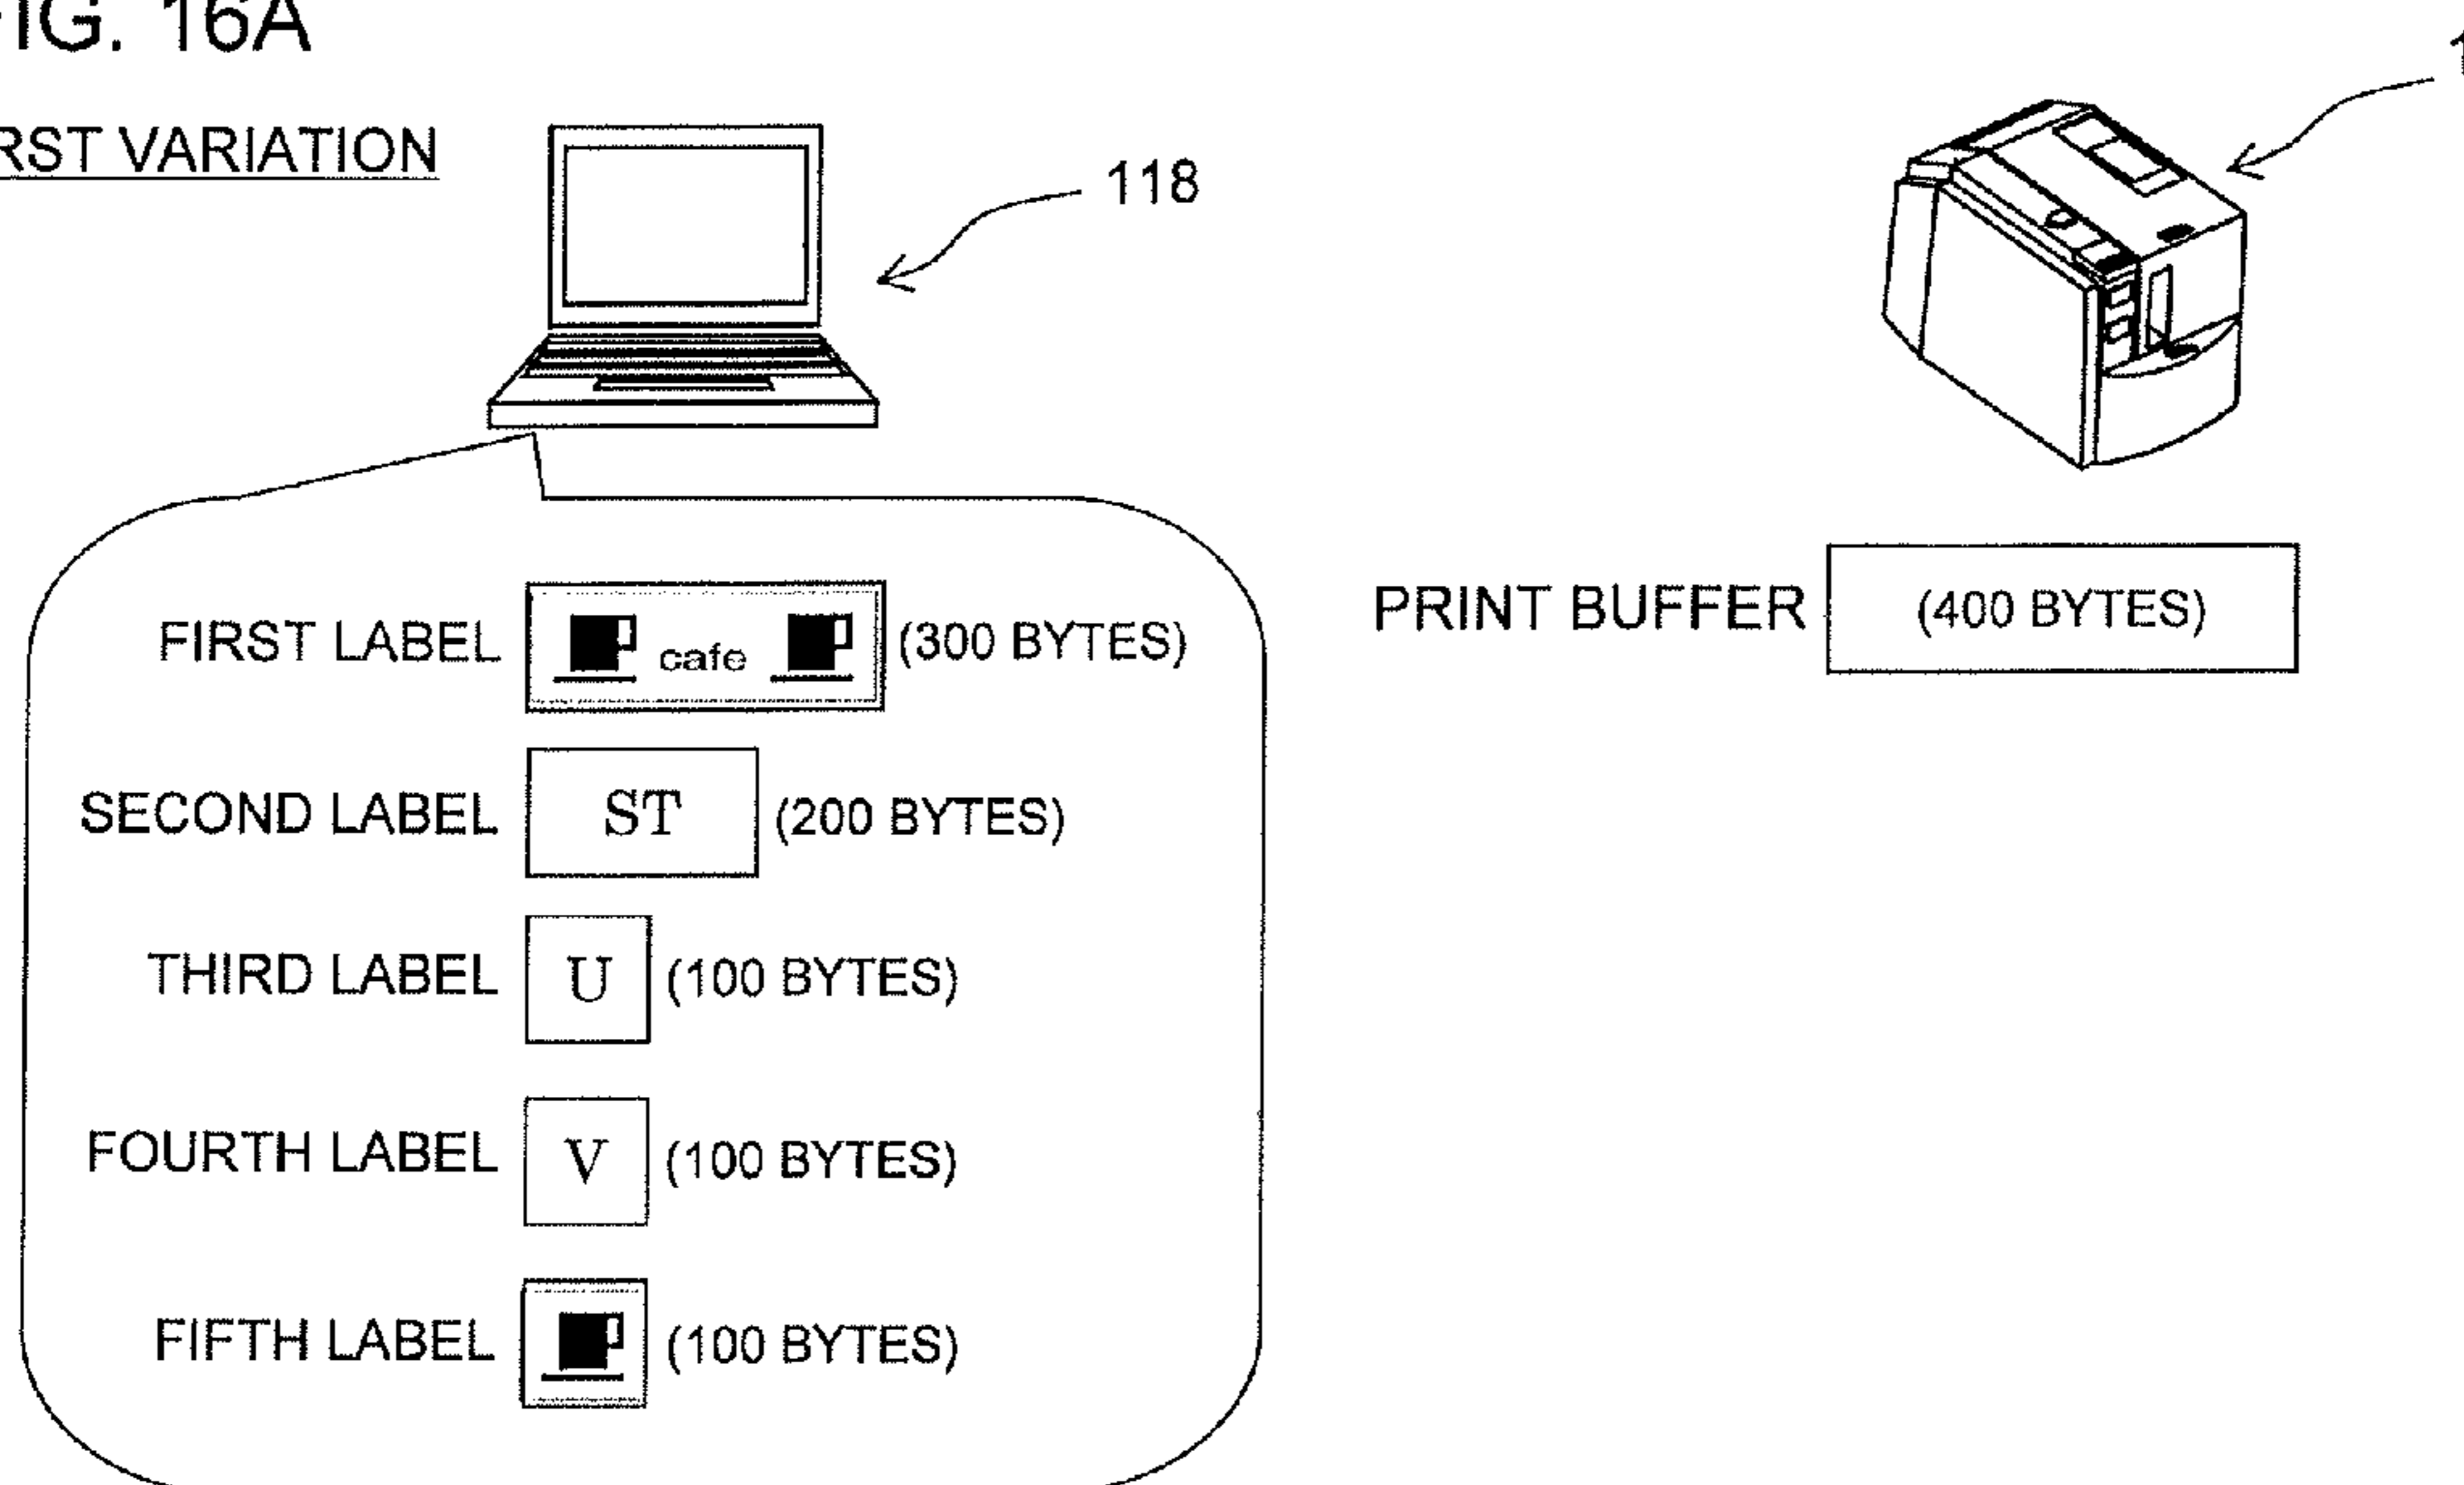 FIG. 16A
RST VARIATION
118
FIRST LABEL cafe (300 BYTES)
PRINT BUFFER (400 BYTES)
SECOND LABEL ST (200 BYTES)
THIRD LABEL U (100 BYTES)
FOURTH LABEL V (100 BYTES)
FIFTH LABEL (100 BYTES)